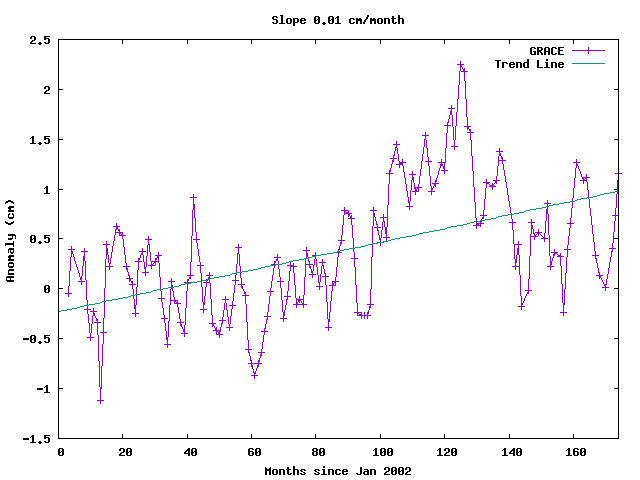 Slope 0.01 cm/month
GRACE
Trend Line
2.5
2
1.5
1
0.5
0
-0.5
-1
-1.5
Anomaly (cm)
0 20 40 60 80 100 120 140 160
Months since Jan 2002